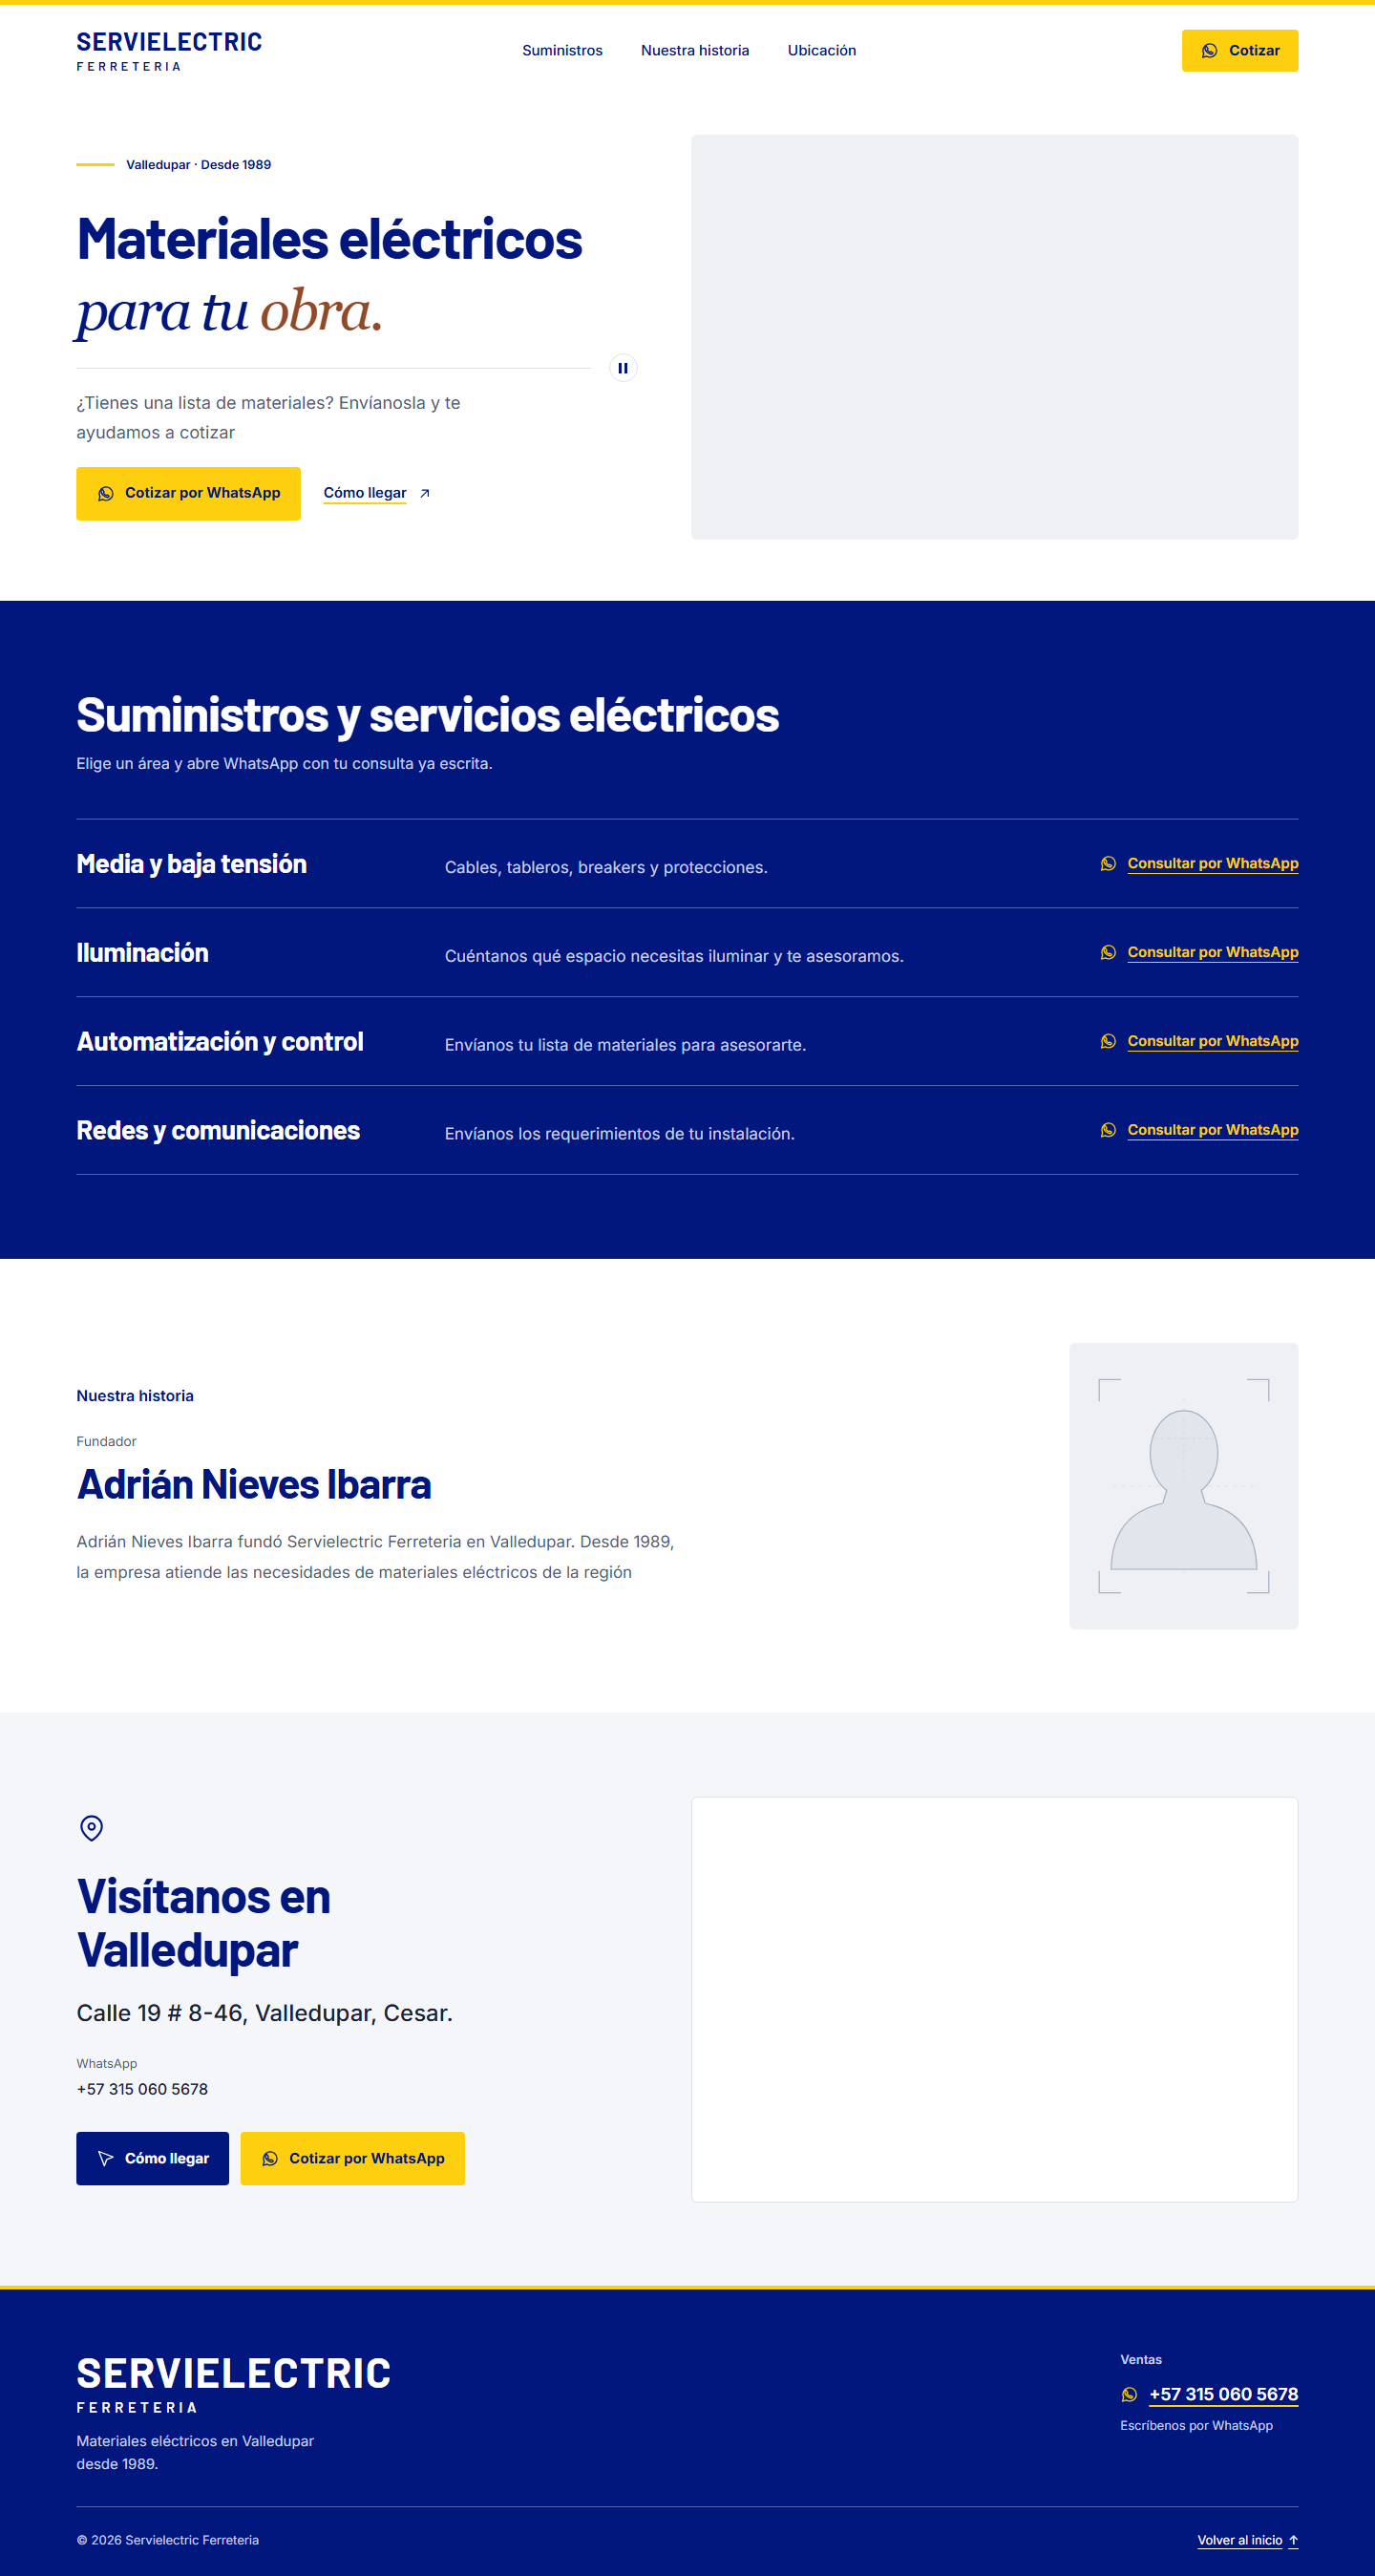 SERVIELECTRIC
FERRETERIA
Suministros
Nuestra historia
Ubicación
Cotizar
Valledupar · Desde 1989
Materiales eléctricos
para tu obra.
¿Tienes una lista de materiales? Envíanosla y te
ayudamos a cotizar
Cotizar por WhatsApp
Cómo llegar
Suministros y servicios eléctricos
Elige un área y abre WhatsApp con tu consulta ya escrita.
Media y baja tensión
Cables, tableros, breakers y protecciones.
Consultar por WhatsApp
Iluminación
Cuéntanos qué espacio necesitas iluminar y te asesoramos.
Consultar por WhatsApp
Automatización y control
Envíanos tu lista de materiales para asesorarte.
Consultar por WhatsApp
Redes y comunicaciones
Envíanos los requerimientos de tu instalación.
Consultar por WhatsApp
Nuestra historia
Fundador
Adrián Nieves Ibarra
Adrián Nieves Ibarra fundó Servielectric Ferreteria en Valledupar. Desde 1989,
la empresa atiende las necesidades de materiales eléctricos de la región
Visítanos en
Valledupar
Calle 19 # 8-46, Valledupar, Cesar.
WhatsApp
+57 315 060 5678
Cómo llegar
Cotizar por WhatsApp
SERVIELECTRIC
FERRETERIA
Materiales eléctricos en Valledupar
desde 1989.
Ventas
+57 315 060 5678
Escríbenos por WhatsApp
© 2026 Servielectric Ferreteria
Volver al inicio ↑